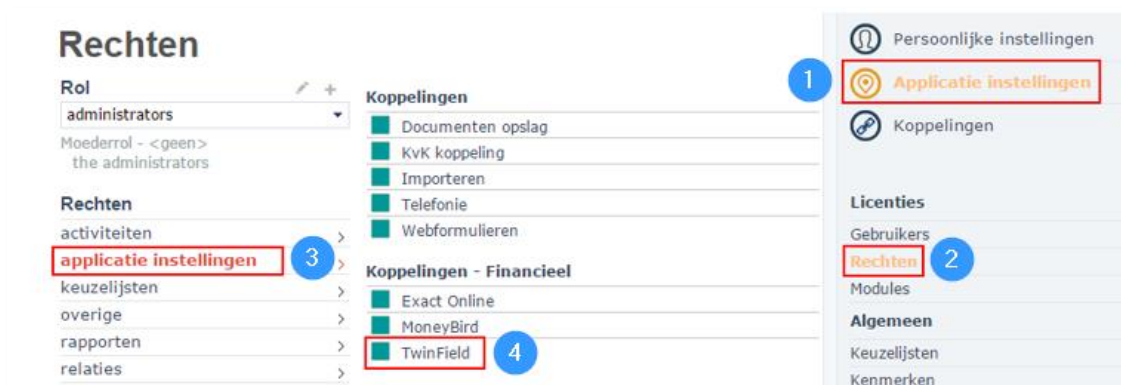 Rechten
Rol
administrators
Moederrol - <geen>
the administrators
Rechten
activiteiten
applicatie instellingen
3
keuzelijsten
overige
rapporten
relaties
Koppelingen
Documenten opslag
KvK koppeling
Importeren
Telefonie
Webformulieren
Koppelingen - Financieel
Exact Online
MoneyBird
TwinField
4
Persoonlijke instellingen
1
Applicatie instellingen
Koppelingen
Licenties
Gebruikers
Rechten
2
Modules
Algemeen
Keuzelijsten
Kenmerken